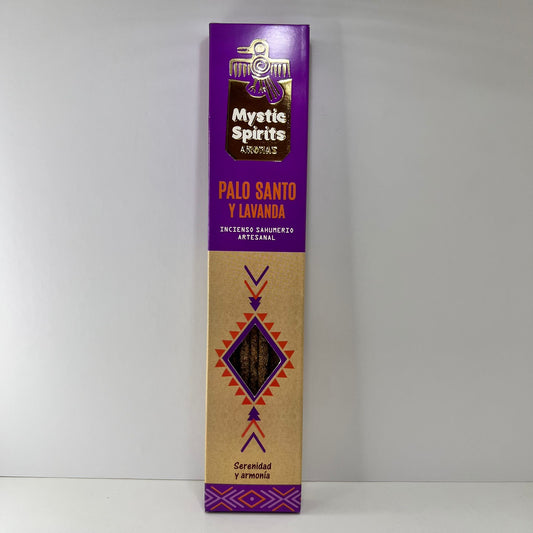 Mystic
Spirits
AROMAS
PALO SANTO
Y LAVANDA
INCIENSO SAHUMERIO
ARTESANAL
Serenidad
y armonía